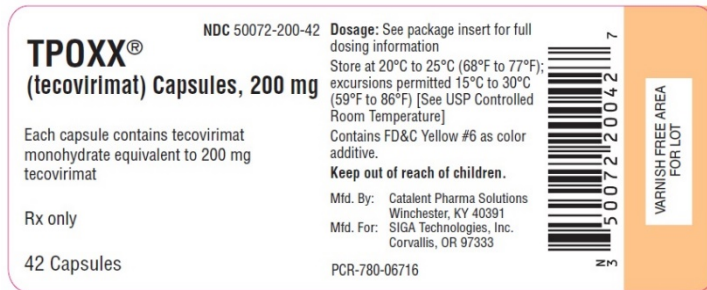 NDC 50072-200-42
TPOXX®
(tecovirimat) Capsules, 200 mg
Each capsule contains tecovirimat
monohydrate equivalent to 200 mg
tecovirimat
Rx only
42 Capsules
Dosage: See package insert for full
dosing information
Store at 20°C to 25°C (68°F to 77°F);
excursions permitted 15°C to 30°C
(59°F to 86°F) [See USP Controlled
Room Temperature]
Contains FD&C Yellow #6 as color
additive.
Keep out of reach of children.
Mfd. By: Catalent Pharma Solutions
Winchester, KY 40391
Mfd. For: SIGA Technologies, Inc.
Corvallis, OR 97333
PCR-780-06716
N
3
50072 20042
7
VARNISH FREE AREA
FOR LOT